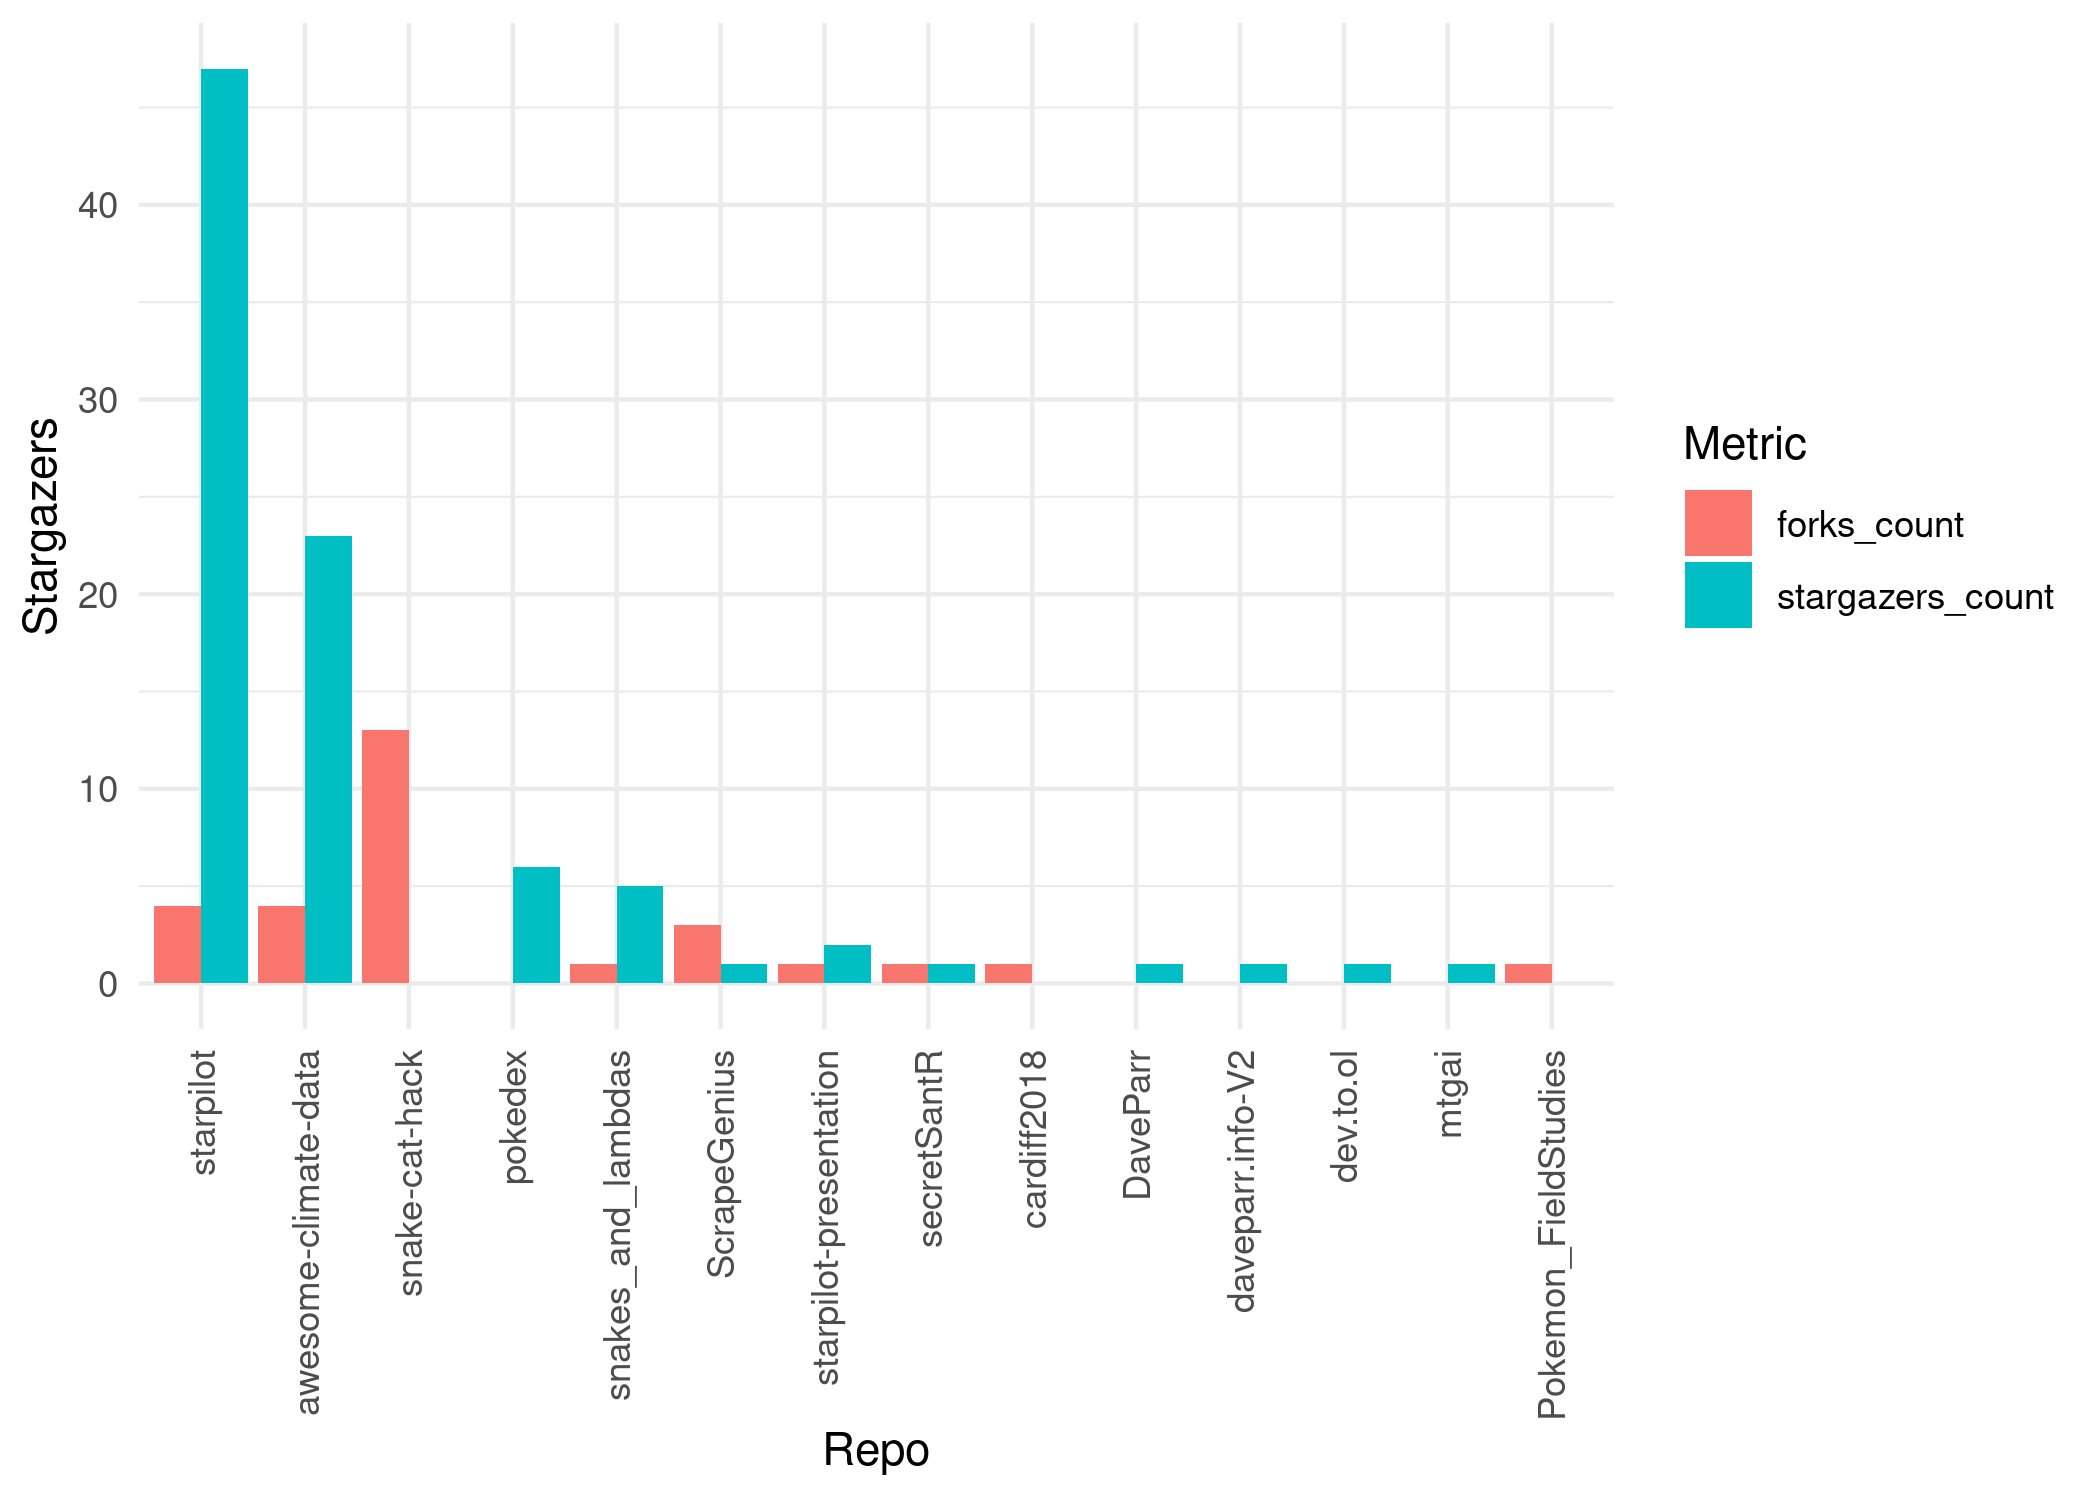 Stargazers
40
30
20
10
0
starpilot
awesome-climate-data
snake-cat-hack
pokedex
snakes_and_lambdas
ScrapeGenius
starpilot-presentation
secretSantR
cardiff2018
DaveParr
daveparr.info-V2
dev.to.ol
mtgai
Pokemon_FieldStudies
Repo
Metric
forks_count
stargazers_count